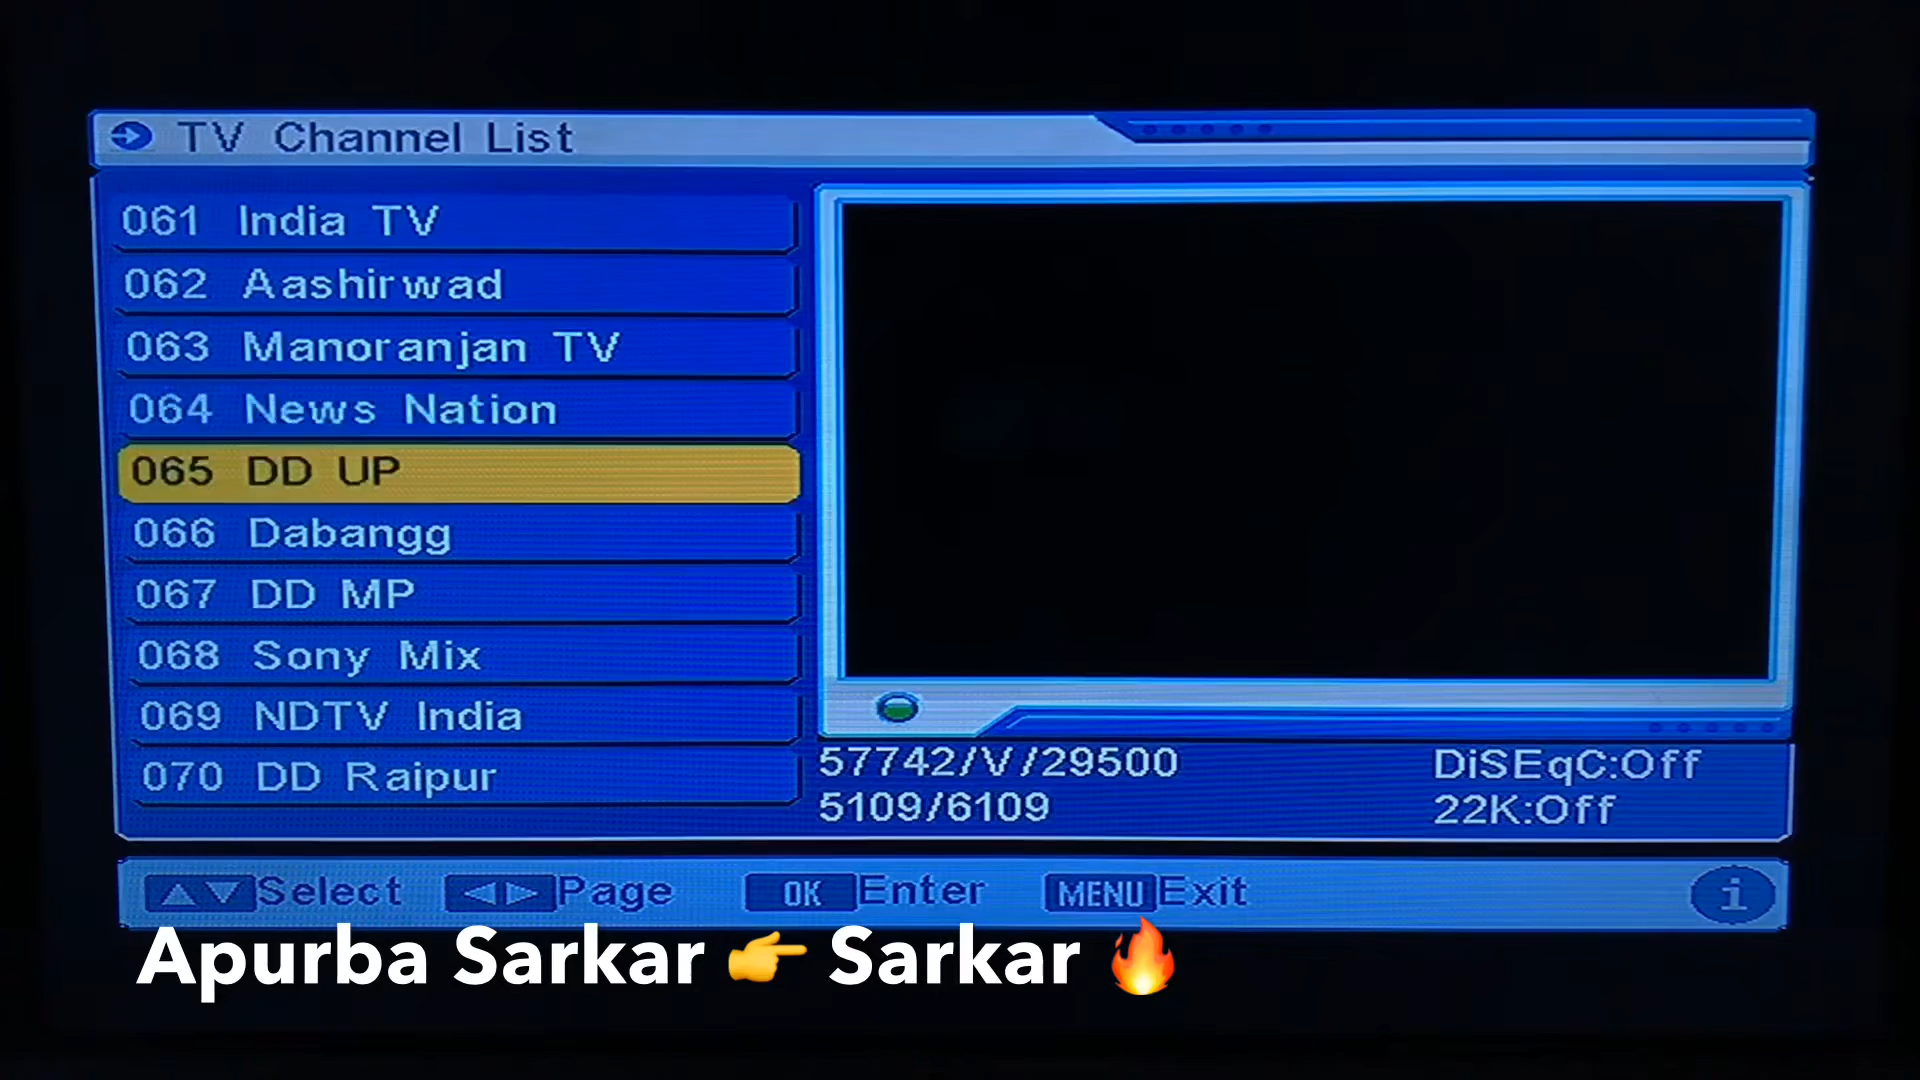 TV Channel List
061 India TV
062 Aashirwad
063 Manoranjan TV
064 News Nation
065 DD UP
066 Dabangg
067 DD MP
068 Sony Mix
069 NDTV India
070 DD Raipur
57742/V/29500
DiSEqC:Off
5109/6109
22K:Off
Select Page OK Enter MENU Exit i
Apurba Sarkar 👉 Sarkar 🔥